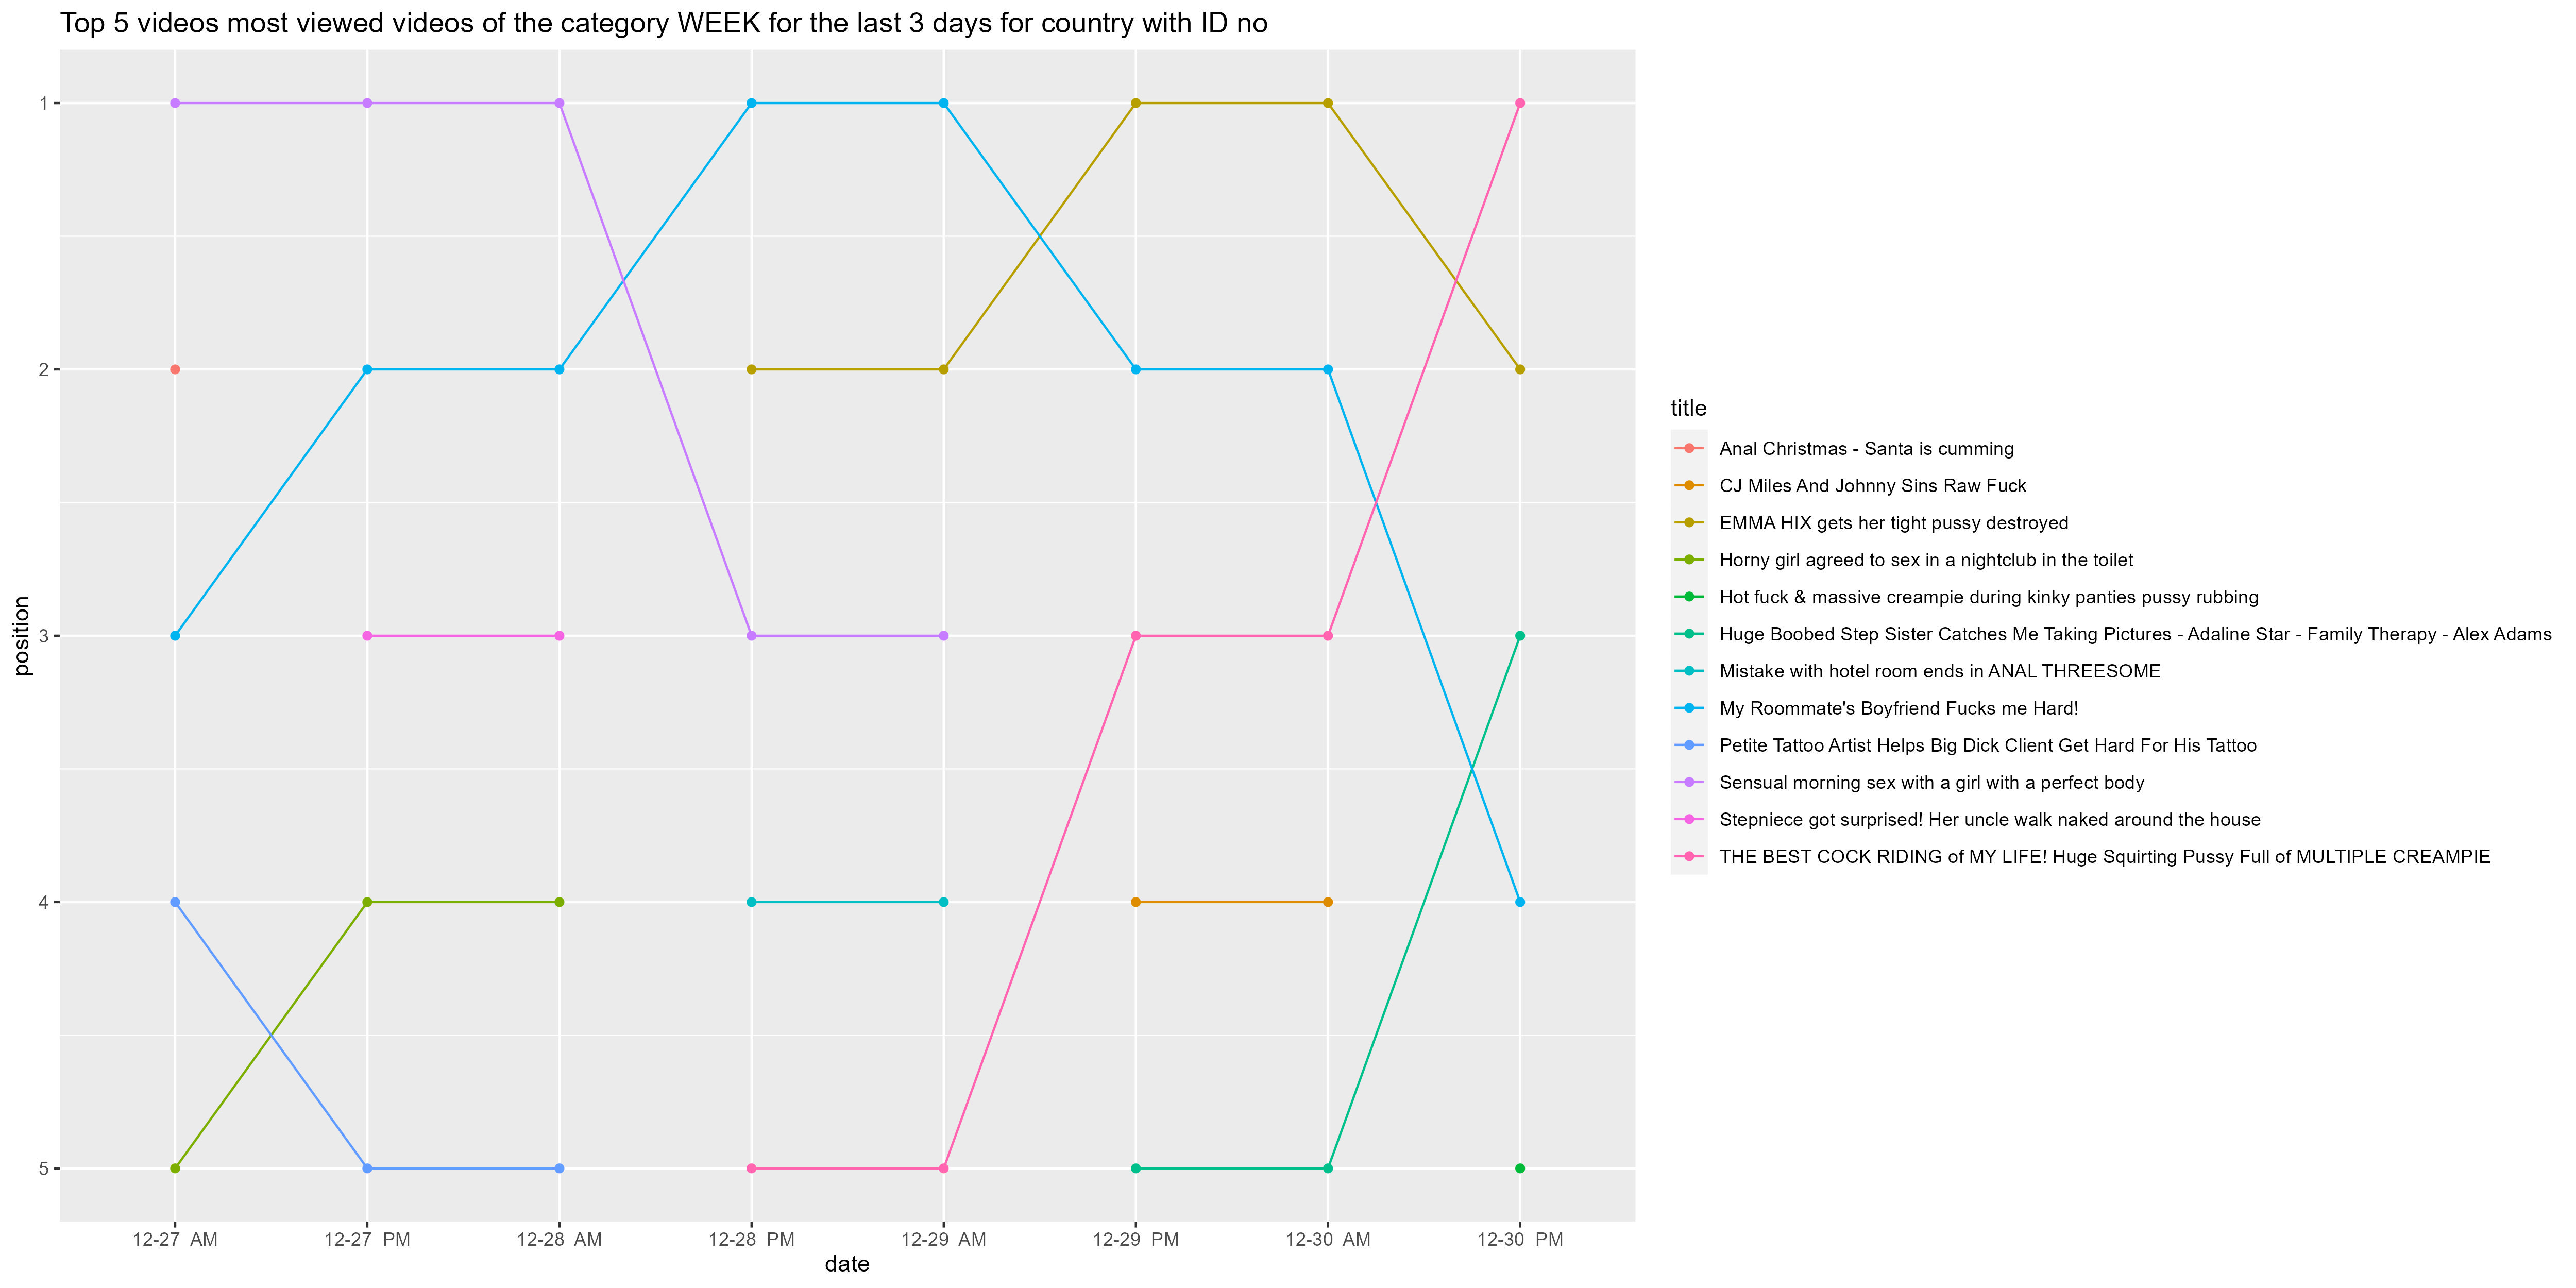 Top 5 videos most viewed videos of the category WEEK for the last 3 days for country with ID no
position
1
2
3
4
5
12-27 AM
12-27 PM
12-28 AM
12-28 PM
12-29 AM
12-29 PM
12-30 AM
12-30 PM
date
title
Anal Christmas - Santa is cumming
CJ Miles And Johnny Sins Raw Fuck
EMMA HIX gets her tight pussy destroyed
Horny girl agreed to sex in a nightclub in the toilet
Hot fuck & massive creampie during kinky panties pussy rubbing
Huge Boobed Step Sister Catches Me Taking Pictures - Adaline Star - Family Therapy - Alex Adams
Mistake with hotel room ends in ANAL THREESOME
My Roommate's Boyfriend Fucks me Hard!
Petite Tattoo Artist Helps Big Dick Client Get Hard For His Tattoo
Sensual morning sex with a girl with a perfect body
Stepniece got surprised! Her uncle walk naked around the house
THE BEST COCK RIDING of MY LIFE! Huge Squirting Pussy Full of MULTIPLE CREAMPIE